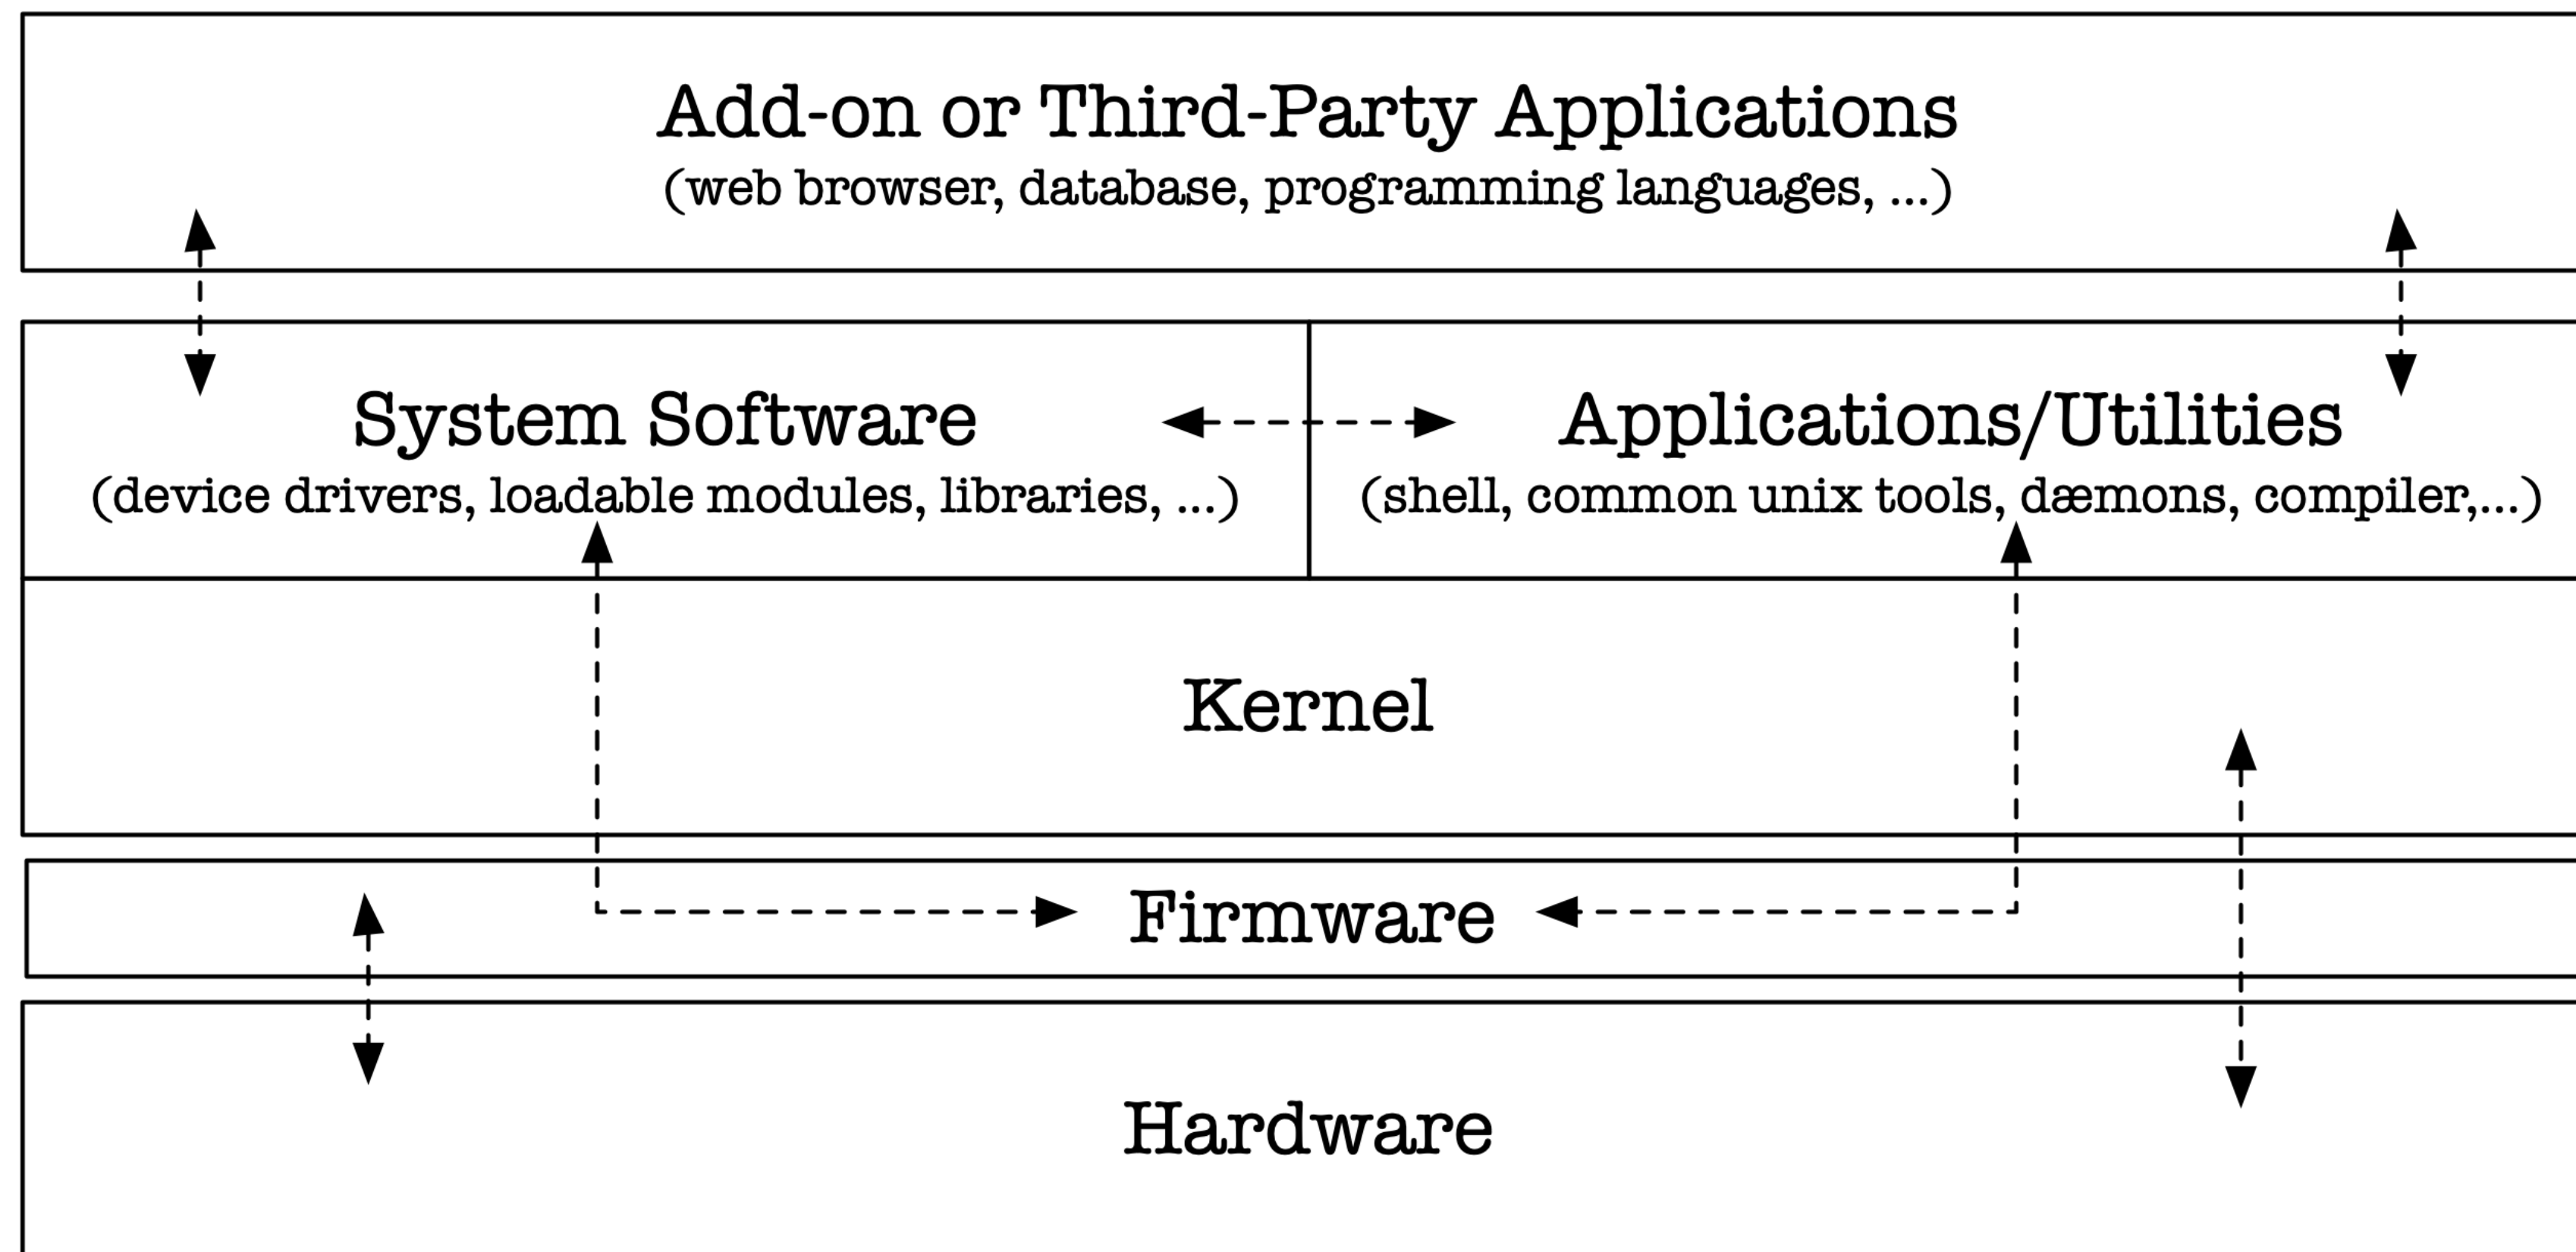 Add-on or Third-Party Applications
(web browser, database, programming languages, ...)
System Software
(device drivers, loadable modules, libraries, ...)
Applications/Utilities
(shell, common unix tools, dæmons, compiler,...)
Kernel
Firmware
Hardware